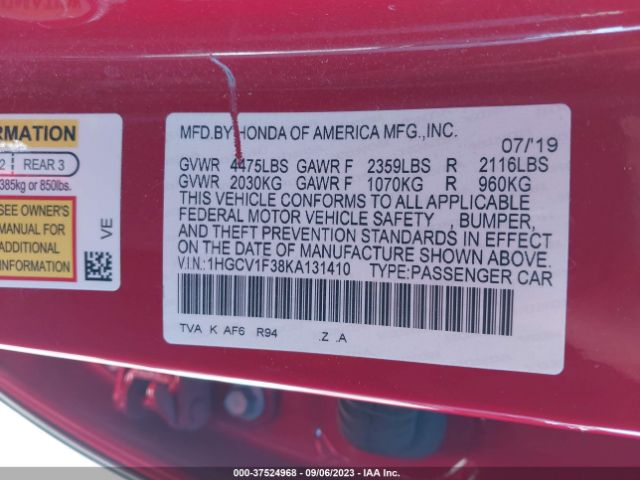 MFD.BY HONDA OF AMERICA MFG.,INC.
07/'19
GVWR 4475LBS GAWR F 2359LBS R 2116LBS
GVWR 2030KG GAWR F 1070KG R 960KG
THIS VEHICLE CONFORMS TO ALL APPLICABLE
FEDERAL MOTOR VEHICLE SAFETY , BUMPER,
AND THEFT PREVENTION STANDARDS IN EFFECT
ON THE DATE OF MANUFACTURE SHOWN ABOVE.
V.I.N.:1HGCV1F38KA131410 TYPE:PASSENGER CAR
TVA K AF6 R94 .Z .A
RMATION
2 REAR 3
385kg or 850lbs.
SEE OWNER'S
MANUAL FOR
ADDITIONAL
INFORMATION
VE
000-37524968 - 09/06/2023 - IAA Inc.